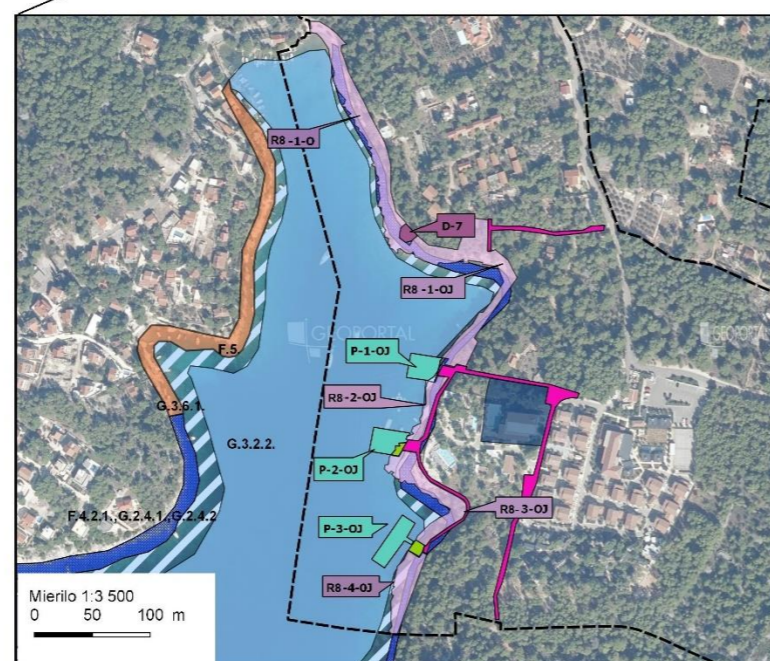 R8 -1-O
D-7
R8 -1-OJ
GEOPORTAL
GEOPORTAL
F.5.
P-1-OJ
R8 -2-OJ
G.3.6.1.
G.3.2.2.
P-2-OJ
R8- 3-OJ
F.4.2.1.,G.2.4.1.,G.2.4.2
P-3-OJ
R8 -4-OJ
Mierilo 1:3 500
0 50 100 m